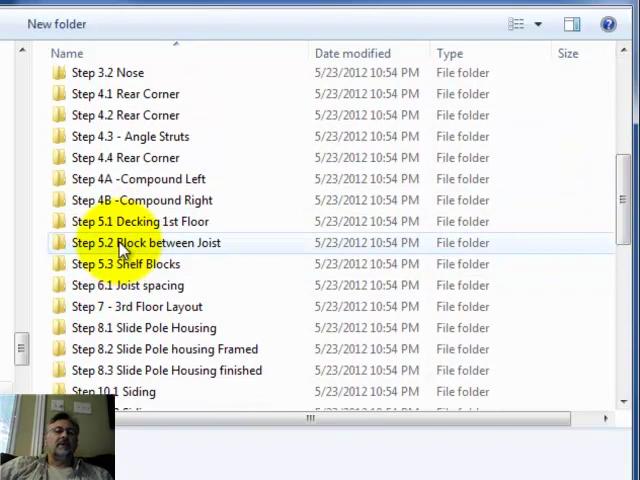 New folder
Name Date modified Type Size
Step 3.2 Nose 5/23/2012 10:54 PM File folder
Step 4.1 Rear Corner 5/23/2012 10:54 PM File folder
Step 4.2 Rear Corner 5/23/2012 10:54 PM File folder
Step 4.3 - Angle Struts 5/23/2012 10:54 PM File folder
Step 4.4 Rear Corner 5/23/2012 10:54 PM File folder
Step 4A -Compound Left 5/23/2012 10:54 PM File folder
Step 4B -Compound Right 5/23/2012 10:54 PM File folder
Step 5.1 Decking 1st Floor 5/23/2012 10:54 PM File folder
Step 5.2 Block between Joist 5/23/2012 10:54 PM File folder
Step 5.3 Shelf Blocks 5/23/2012 10:54 PM File folder
Step 6.1 Joist spacing 5/23/2012 10:54 PM File folder
Step 7 - 3rd Floor Layout 5/23/2012 10:54 PM File folder
Step 8.1 Slide Pole Housing 5/23/2012 10:54 PM File folder
Step 8.2 Slide Pole housing Framed 5/23/2012 10:54 PM File folder
Step 8.3 Slide Pole Housing finished 5/23/2012 10:54 PM File folder
Step 10.1 Siding 5/23/2012 10:54 PM File folder